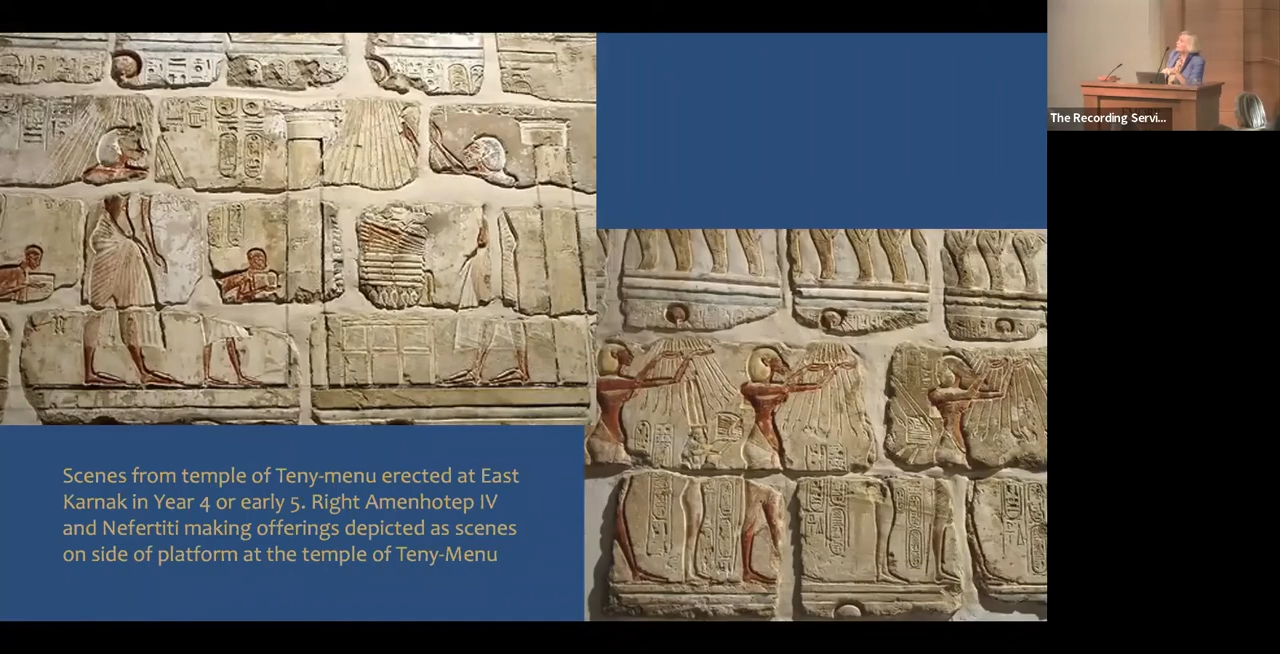 The Recording Servi...
Scenes from temple of Teny-menu erected at East
Karnak in Year 4 or early 5. Right Amenhotep IV
and Nefertiti making offerings depicted as scenes
on side of platform at the temple of Teny-Menu